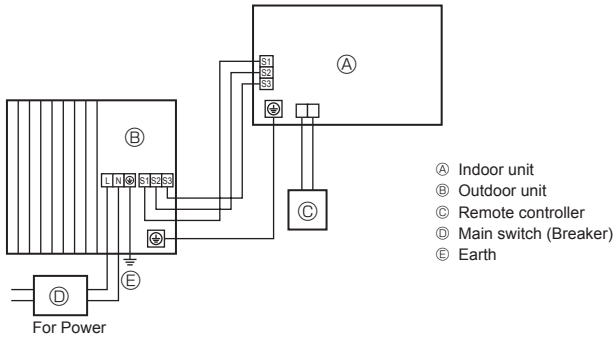 S1
S2
S3
Ⓐ
Ⓑ
L N S1 S2 S3
Ⓒ
Ⓓ
Ⓔ
For Power
Ⓐ Indoor unit
Ⓑ Outdoor unit
Ⓒ Remote controller
Ⓓ Main switch (Breaker)
Ⓔ Earth